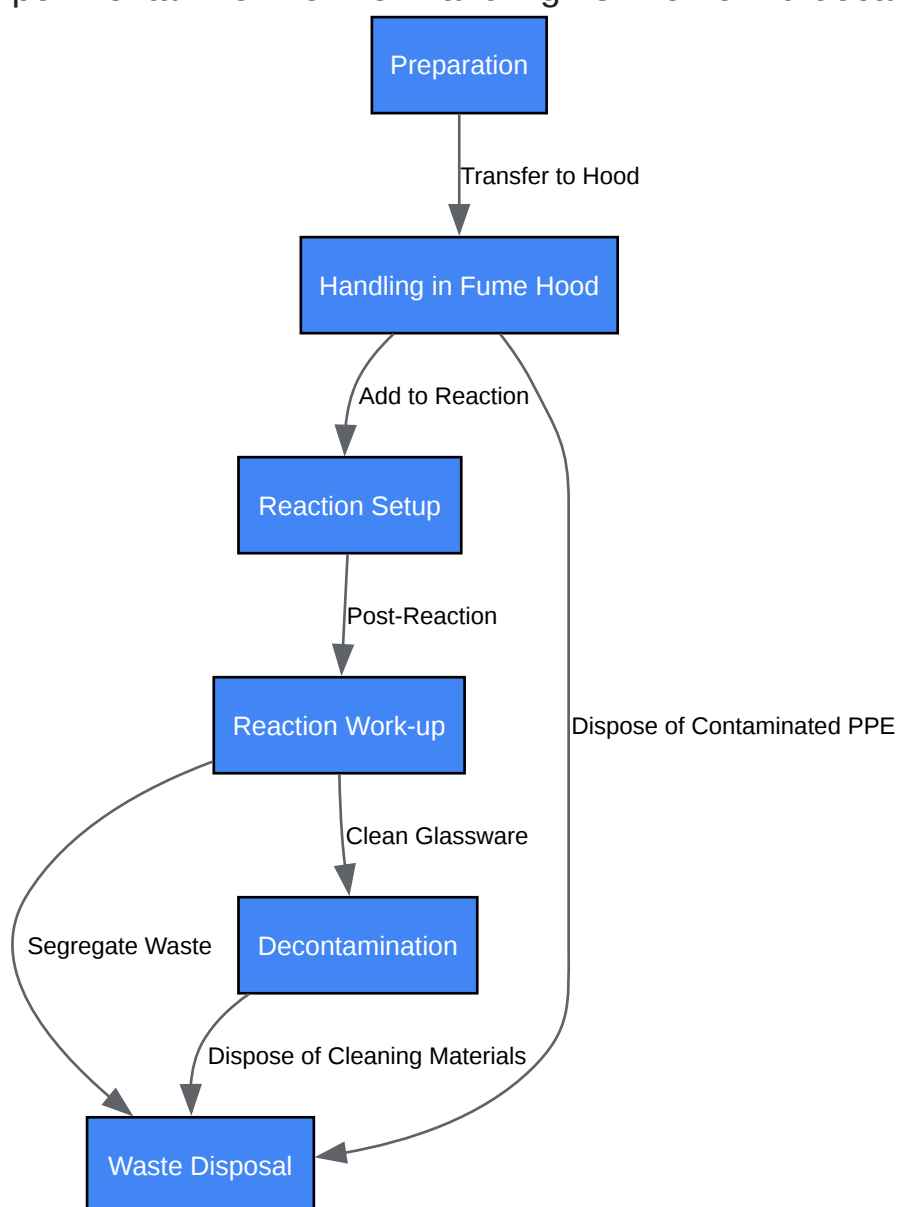 Preparation
Transfer to Hood
Handling in Fume Hood
Add to Reaction
Reaction Setup
Post-Reaction
Reaction Work-up
Dispose of Contaminated PPE
Clean Glassware
Segregate Waste
Decontamination
Dispose of Cleaning Materials
Waste Disposal